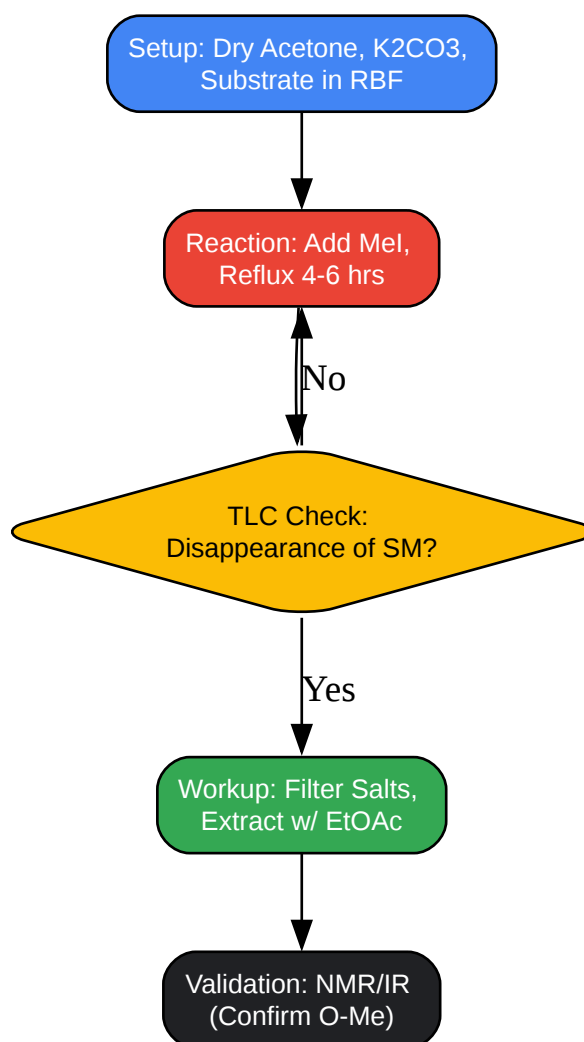 Setup: Dry Acetone, K2CO3,
Substrate in RBF
Reaction: Add MeI,
Reflux 4-6 hrs
No
TLC Check:
Disappearance of SM?
Yes
Workup: Filter Salts,
Extract w/ EtOAc
Validation: NMR/IR
(Confirm O-Me)